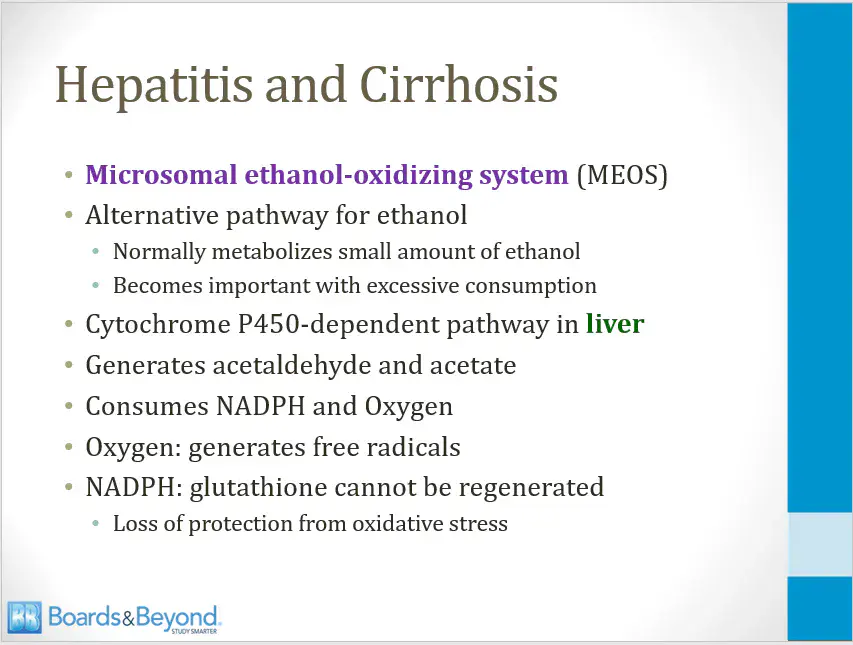 Hepatitis and Cirrhosis
• Microsomal ethanol-oxidizing system (MEOS)
• Alternative pathway for ethanol
• Normally metabolizes small amount of ethanol
• Becomes important with excessive consumption
• Cytochrome P450-dependent pathway in liver
• Generates acetaldehyde and acetate
• Consumes NADPH and Oxygen
• Oxygen: generates free radicals
• NADPH: glutathione cannot be regenerated
• Loss of protection from oxidative stress
BB Boards&Beyond.
STUDY SMARTER